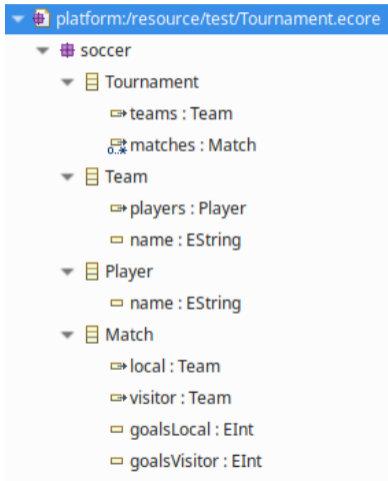 platform:/resource/test/Tournament.ecore
soccer
Tournament
teams : Team
0..* matches : Match
Team
players : Player
name : EString
Player
name : EString
Match
local : Team
visitor : Team
goalsLocal : EInt
goalsVisitor : EInt